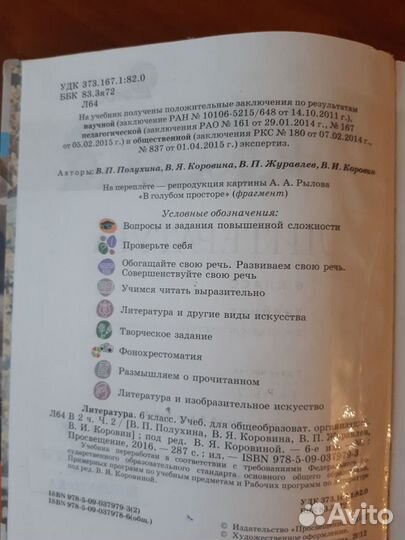 УДК 373.167.1:82.0
ББК 83.3я72
Л64
На учебник получены положительные заключения по результатам
научной (заключение РАН № 10106-5215/648 от 14.10.2011 г.),
педагогической (заключения РАО № 161 от 29.01.2014 г., № 167
от 05.02.2015 г.) и общественной (заключения РКС № 180 от 07.02.2014 г.,
№ 837 от 01.04.2015 г.) экспертиз.
Авторы: В. П. Полухина, В. Я. Коровина, В. П. Журавлев, В. И. Коровин
На переплёте — репродукция картины А. А. Рылова
«В голубом просторе» (фрагмент)
Условные обозначения:
Вопросы и задания повышенной сложности
Проверьте себя
Обогащайте свою речь. Развиваем свою речь.
Совершенствуйте свою речь
Учимся читать выразительно
Литература и другие виды искусства
Творческое задание
Фонохрестоматия
Размышляем о прочитанном
Литература и изобразительное искусство
Литература. 6 класс. Учеб. для общеобразоват. организаций.
Л64 В 2 ч. Ч. 2 / [В. П. Полухина, В. Я. Коровина, В. П. Журавлев,
В. И. Коровин] ; под ред. В. Я. Коровиной. — 6-е изд. — М. :
Просвещение, 2016. — 287 с. : ил. — ISBN 978-5-09-037979-3.
Учебник переработан в соответствии с требованиями Федерального
сударственного образовательного стандарта основного общего
Примерных программ по учебным предметам и Рабочих программ по
под ред. В. Я. Коровиной.
УДК 373.167.1:82.0
ISBN 978-5-09-037979-3(2)
ISBN 978-5-09-037978-6(общ.)
© Издательство «Просвещение»
© Художественное оформление.
Avito